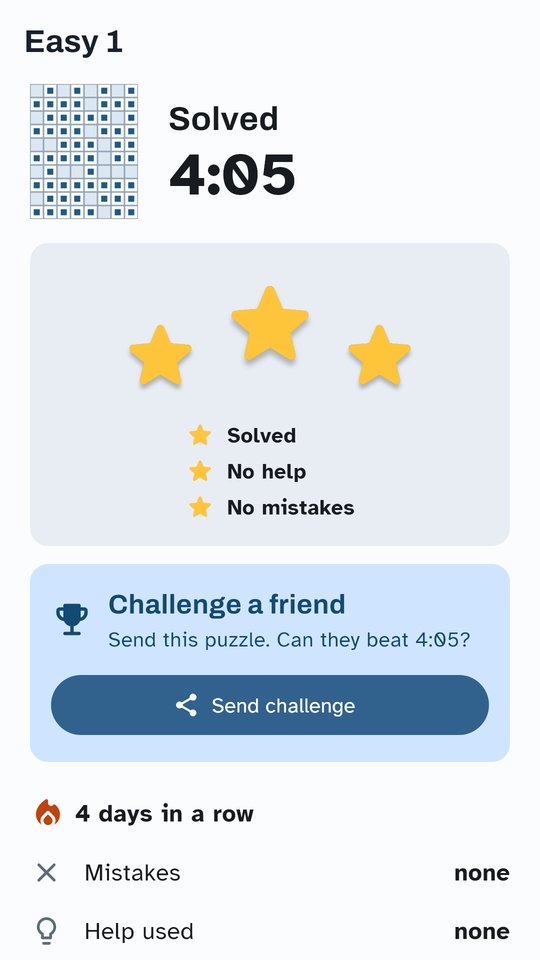 Easy 1
Solved
4:05
Solved
No help
No mistakes
Challenge a friend
Send this puzzle. Can they beat 4:05?
Send challenge
4 days in a row
Mistakes none
Help used none